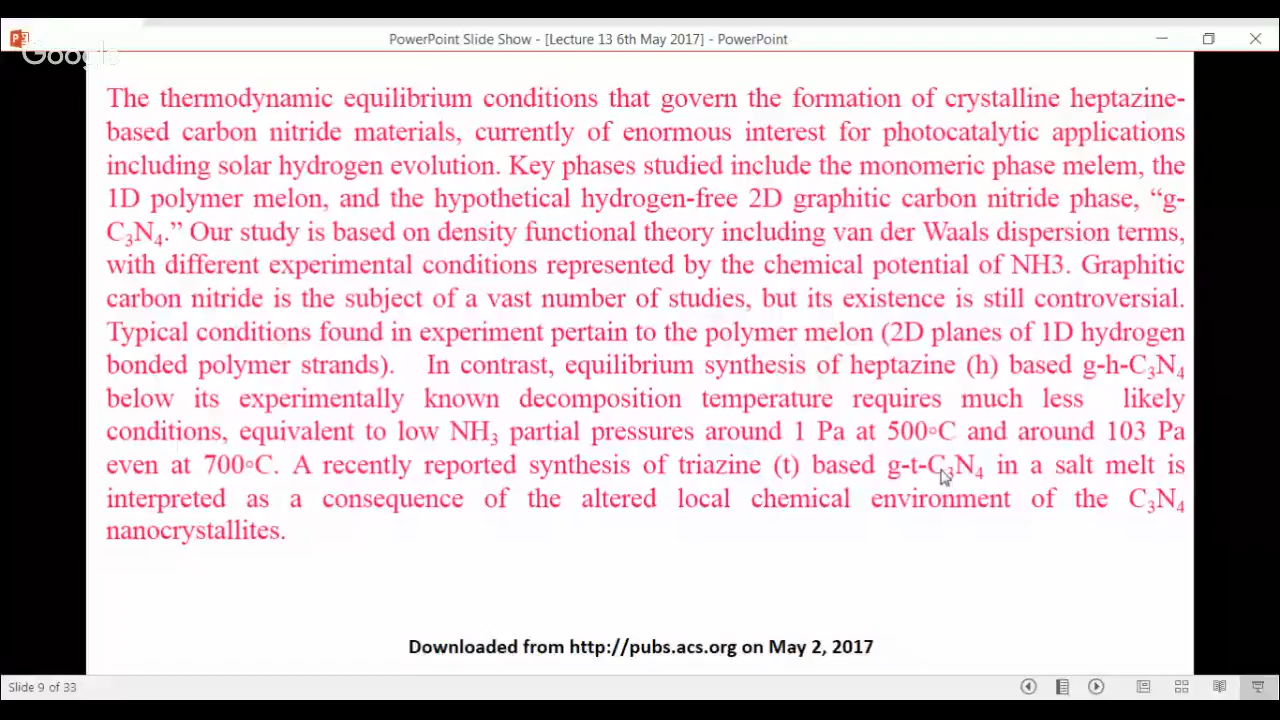 PowerPoint Slide Show - [Lecture 13 6th May 2017] - PowerPoint
Google
The thermodynamic equilibrium conditions that govern the formation of crystalline heptazine-
based carbon nitride materials, currently of enormous interest for photocatalytic applications
including solar hydrogen evolution. Key phases studied include the monomeric phase melem, the
1D polymer melon, and the hypothetical hydrogen-free 2D graphitic carbon nitride phase, “g-
C₃N₄.” Our study is based on density functional theory including van der Waals dispersion terms,
with different experimental conditions represented by the chemical potential of NH3. Graphitic
carbon nitride is the subject of a vast number of studies, but its existence is still controversial.
Typical conditions found in experiment pertain to the polymer melon (2D planes of 1D hydrogen
bonded polymer strands). In contrast, equilibrium synthesis of heptazine (h) based g-h-C₃N₄
below its experimentally known decomposition temperature requires much less likely
conditions, equivalent to low NH₃ partial pressures around 1 Pa at 500◦C and around 103 Pa
even at 700◦C. A recently reported synthesis of triazine (t) based g-t-C₃N₄ in a salt melt is
interpreted as a consequence of the altered local chemical environment of the C₃N₄
nanocrystallites.
Downloaded from http://pubs.acs.org on May 2, 2017
Slide 9 of 33